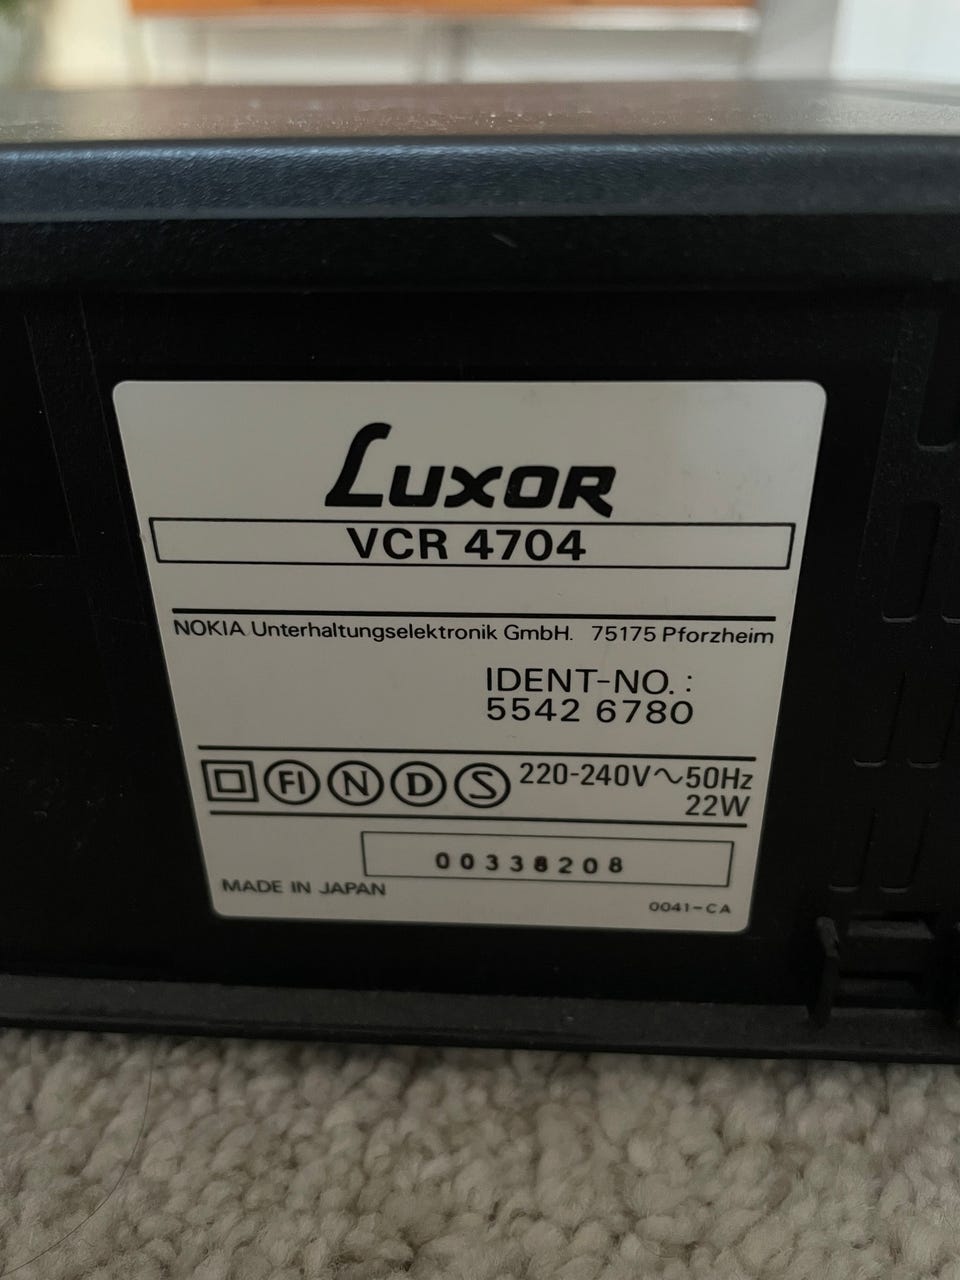 LUXOR
VCR 4704
NOKIA Unterhaltungselektronik GmbH. 75175 Pforzheim
IDENT-NO.:
5542 6780
FI N D S 220-240V~50Hz
22W
00338208
MADE IN JAPAN
0041-CA